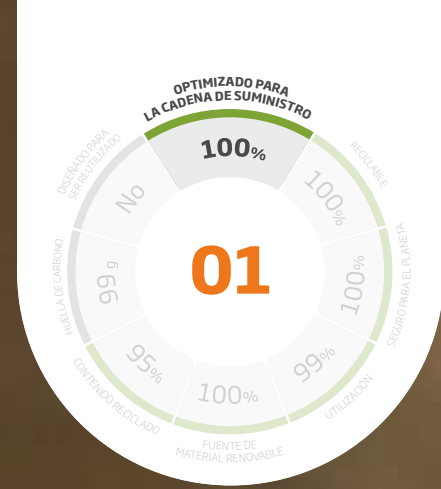 OPTIMIZADO PARA
LA CADENA DE SUMINISTRO
100%
RECICLABLE
100%
SEGURO PARA EL PLANETA
100%
UTILIZACIÓN
99%
FUENTE DE
MATERIAL RENOVABLE
100%
CONTENIDO RECICLADO
95%
HUELLA DE CARBONO
66 g
DISEÑADO PARA
SER REUTILIZADO
No
01